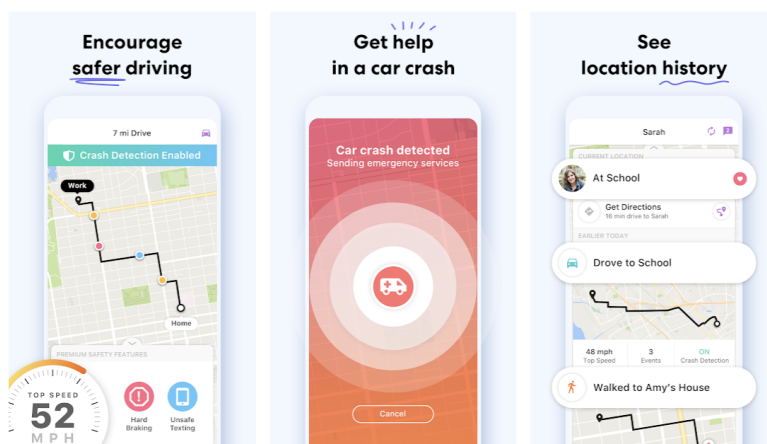 Encourage
safer driving
7 mi Drive
Crash Detection Enabled
Work
Home
PREMIUM SAFETY FEATURES
TOP SPEED
52
MPH
Hard
Braking
Unsafe
Texting
Get help
in a car crash
Car crash detected
Sending emergency services
Cancel
See
location history
Sarah
2
CURRENT LOCATION
At School
Get Directions
16 min drive to Sarah
EARLIER TODAY
Drove to School
48 mph
Top Speed
3
Events
ON
Crash Detection
Walked to Amy's House